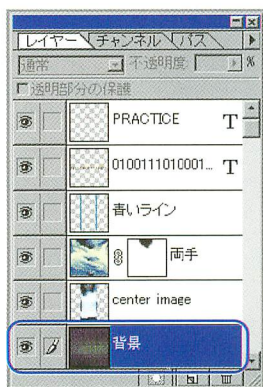 レイヤー チャンネル パス
通常 不透明度: %
透明部分の保護
PRACTICE T
0100111010001... T
青いライン
両手
center image
背景